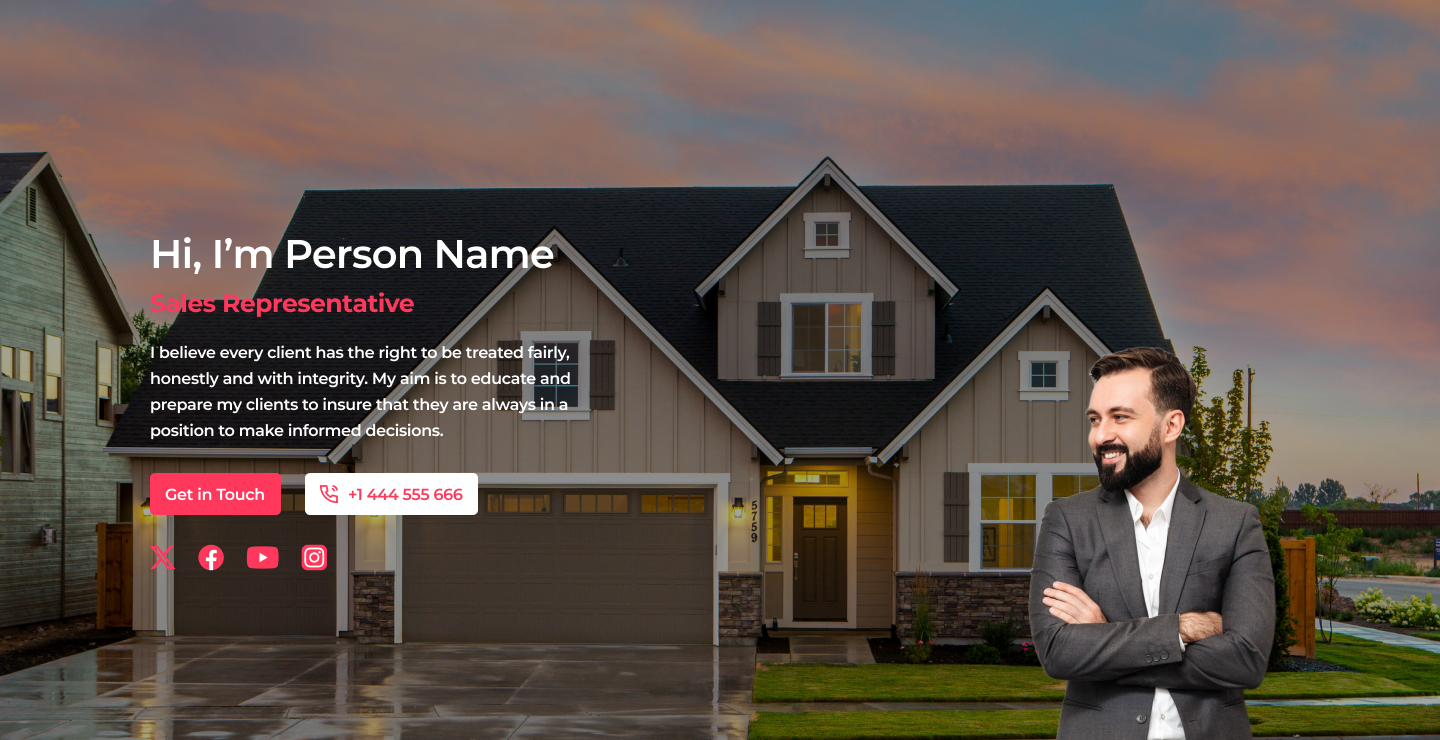 Hi, I’m Person Name
Sales Representative
I believe every client has the right to be treated fairly,
honestly and with integrity. My aim is to educate and
prepare my clients to insure that they are always in a
position to make informed decisions.
Get in Touch
+1 444 555 666
5759